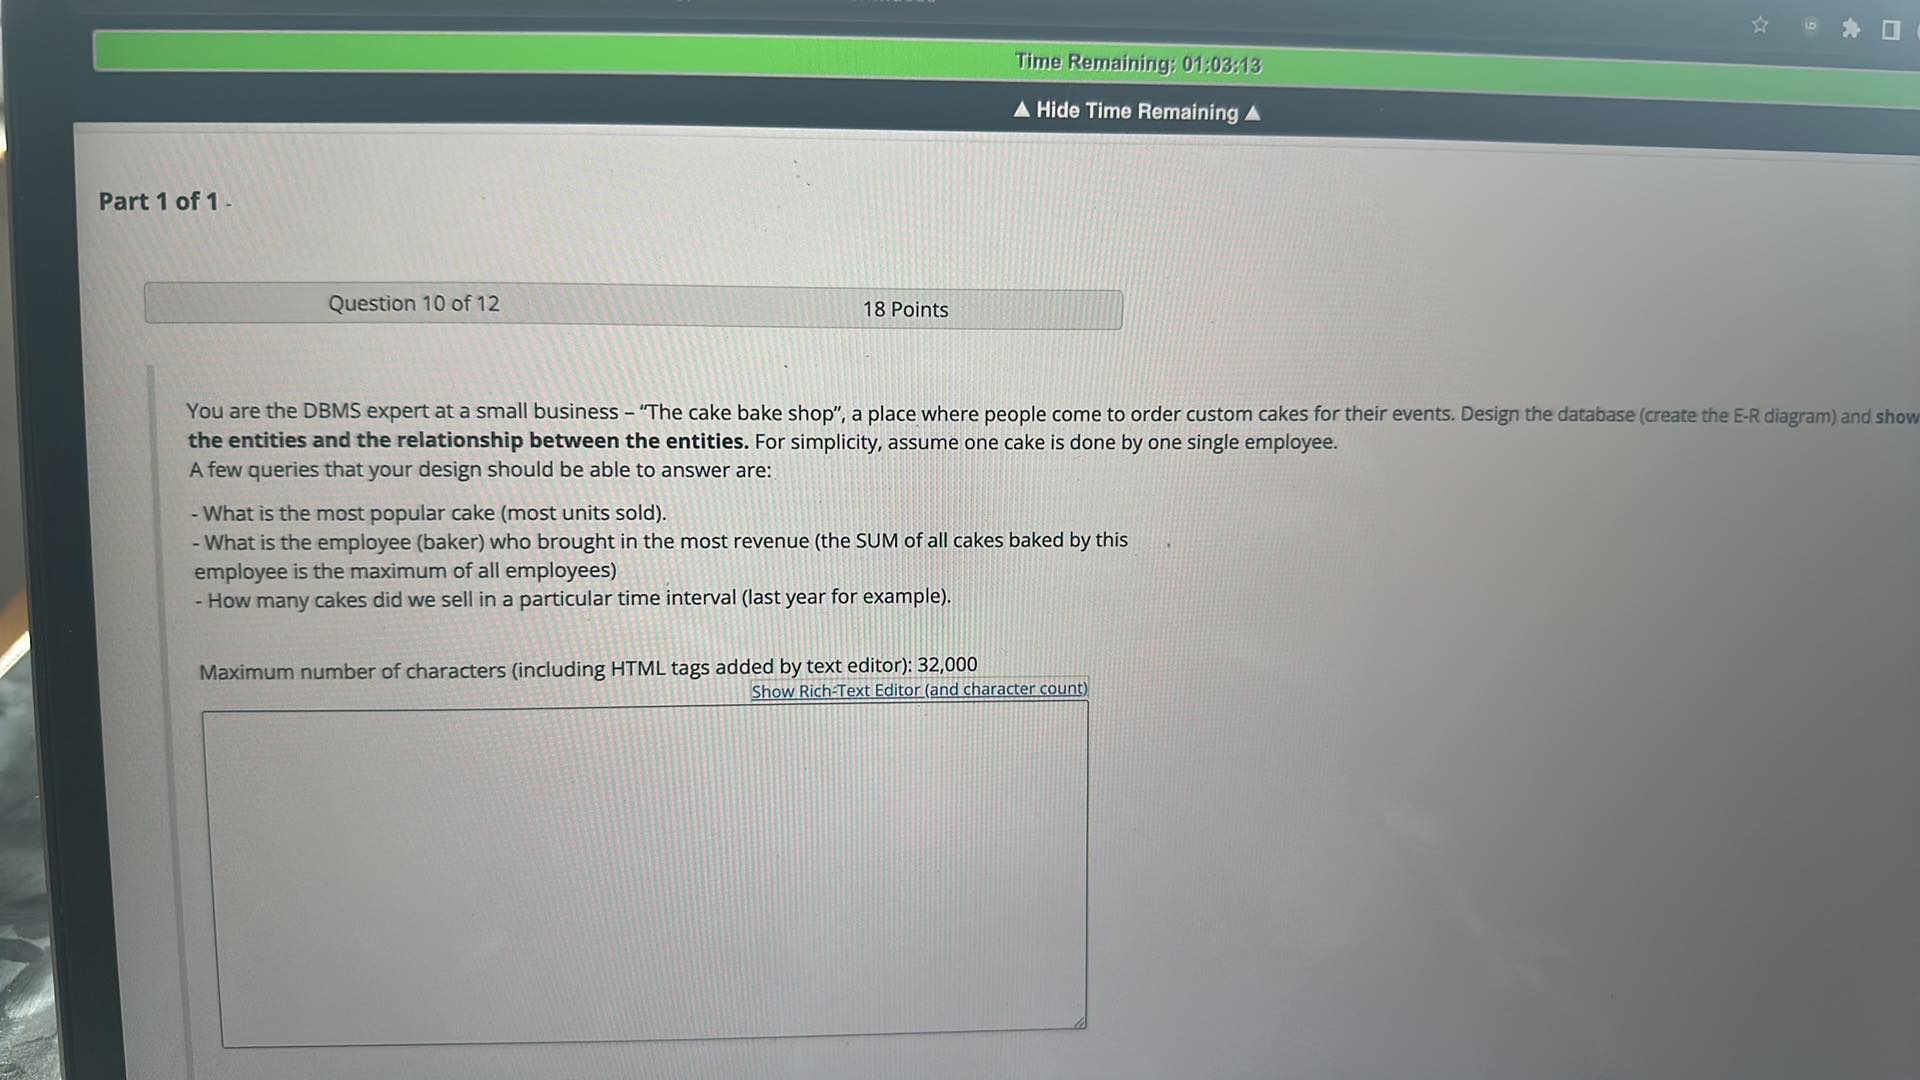 Time Remaining: 01:03:13
▲ Hide Time Remaining ▲
Part 1 of 1 -
Question 10 of 12
18 Points
You are the DBMS expert at a small business – “The cake bake shop”, a place where people come to order custom cakes for their events. Design the database (create the E-R diagram) and show
the entities and the relationship between the entities. For simplicity, assume one cake is done by one single employee.
A few queries that your design should be able to answer are:
- What is the most popular cake (most units sold).
- What is the employee (baker) who brought in the most revenue (the SUM of all cakes baked by this
employee is the maximum of all employees)
- How many cakes did we sell in a particular time interval (last year for example).
Maximum number of characters (including HTML tags added by text editor): 32,000
Show Rich-Text Editor (and character count)